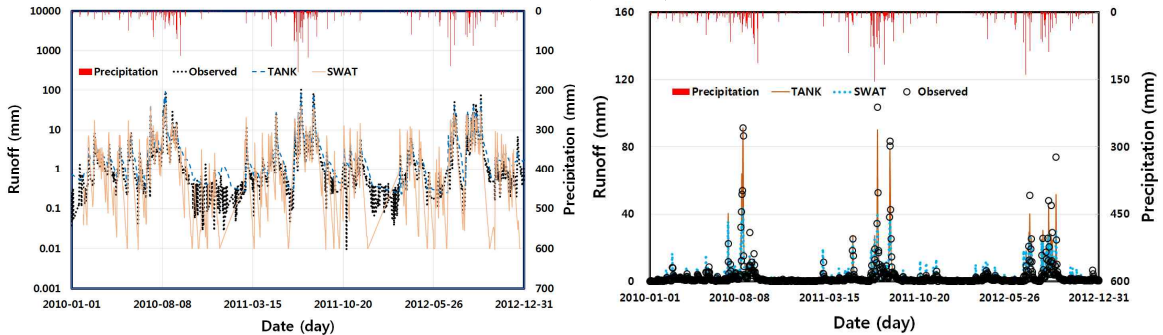 10000
1000
100
10
1
0.1
0.01
0.001
Runoff (mm)
0
100
200
300
400
500
600
700
Precipitation (mm)
Precipitation Observed TANK SWAT
2010-01-01 2010-08-08 2011-03-15 2011-10-20 2012-05-26 2012-12-31
Date (day)
160
120
80
40
0
Runoff (mm)
0
150
300
450
600
Precipitation (mm)
Precipitation TANK SWAT Observed
2010-01-01 2010-08-08 2011-03-15 2011-10-20 2012-05-26 2012-12-31
Date (day)